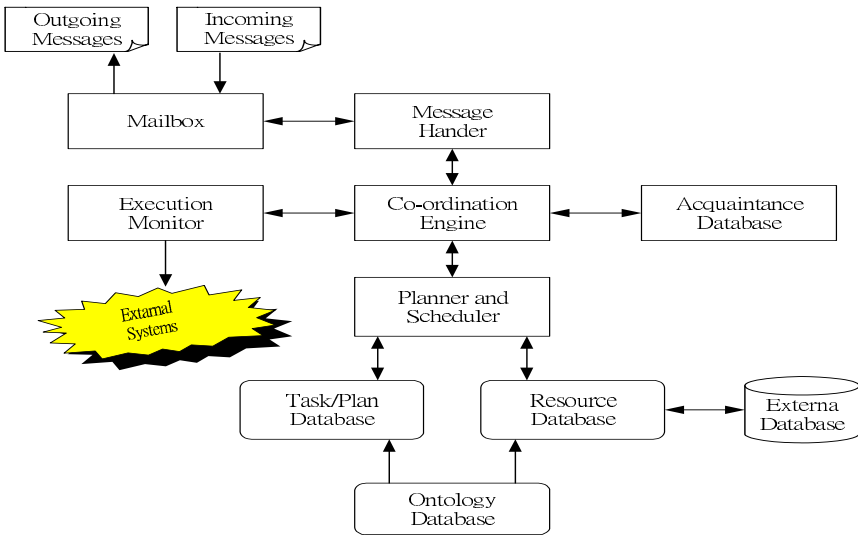 Outgoing
Messages
Incoming
Messages
Mailbox
Message
Hander
Execution
Monitor
Co-ordination
Engine
Acquaintance
Database
Extamal
Systems
Planner and
Scheduler
Task/Plan
Database
Resource
Database
Externa
Database
Ontology
Database